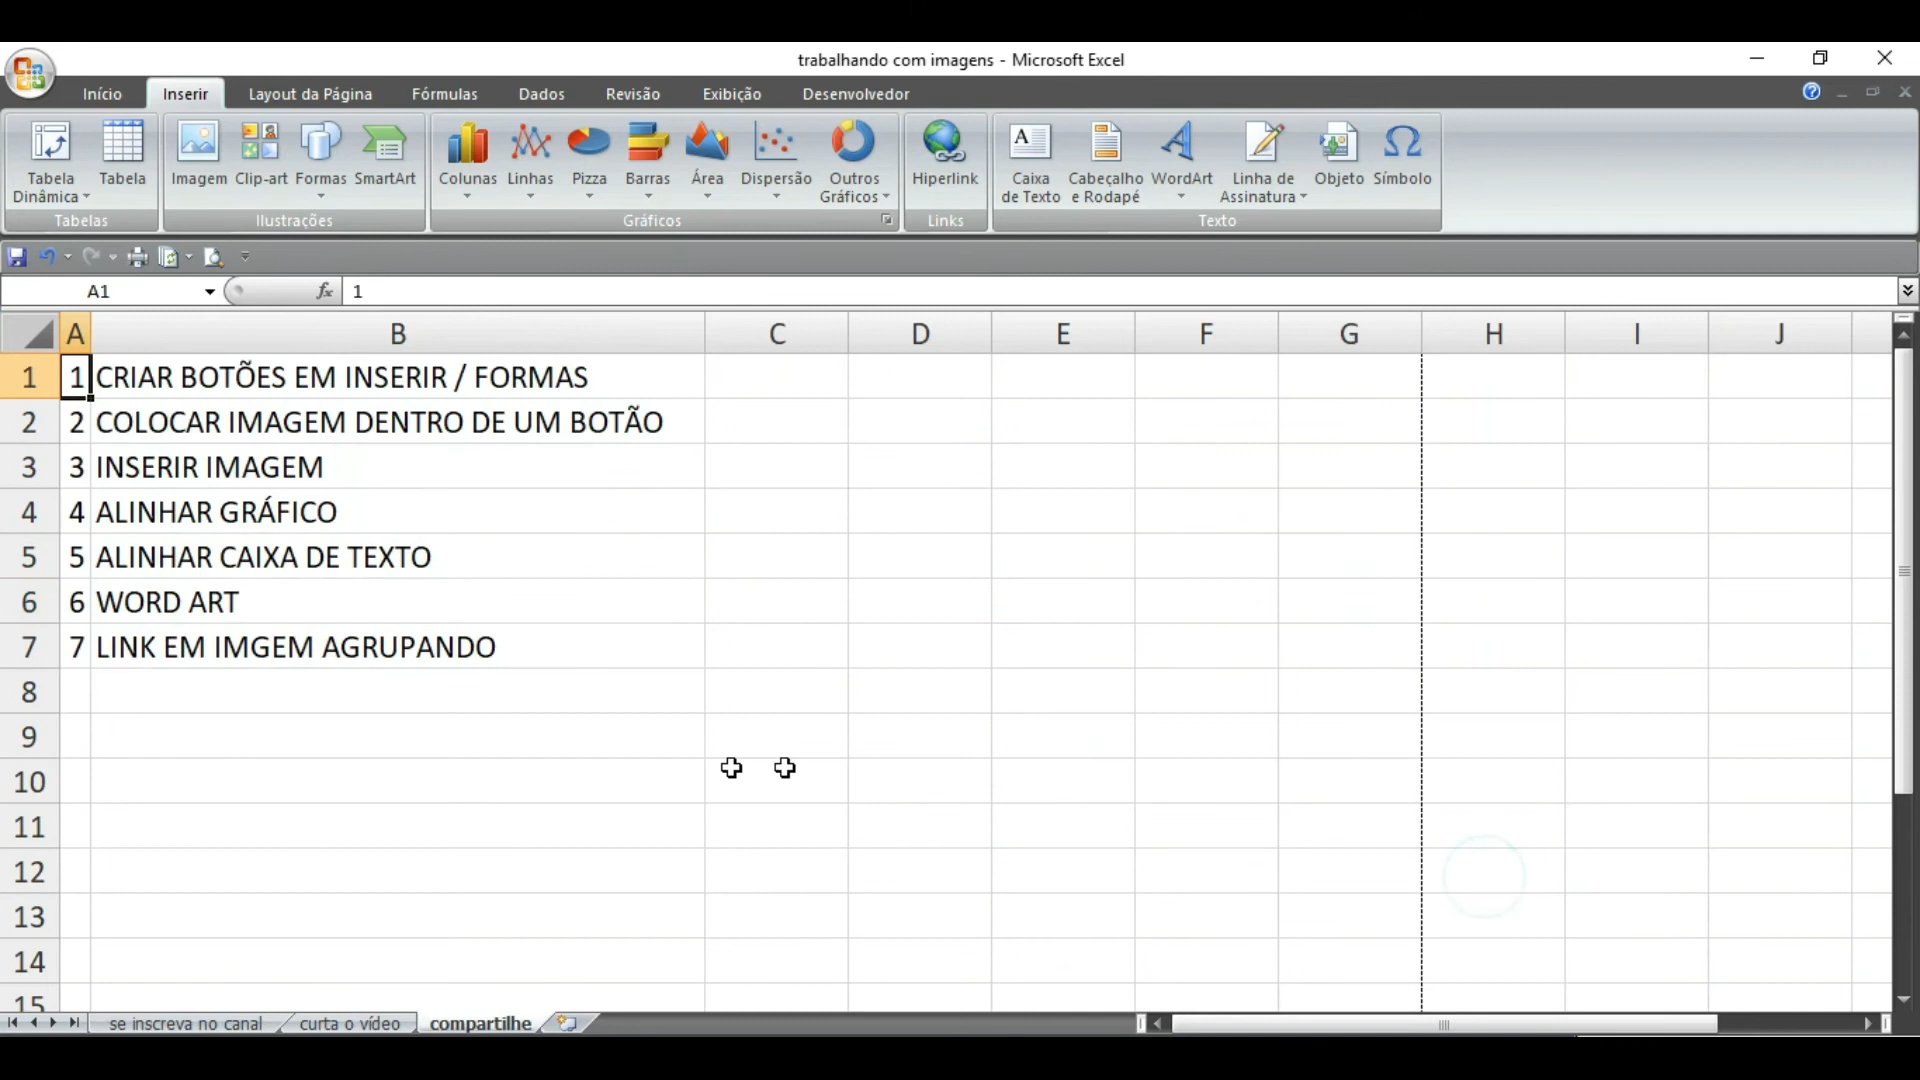 trabalhando com imagens - Microsoft Excel
Início Inserir Layout da Página Fórmulas Dados Revisão Exibição Desenvolvedor
Tabela Dinâmica Tabela Imagem Clip-art Formas SmartArt Colunas Linhas Pizza Barras Área Dispersão Outros Gráficos Hiperlink Caixa de Texto Cabeçalho e Rodapé WordArt Linha de Assinatura Objeto Símbolo
Tabelas Ilustrações Gráficos Links Texto
A1 fx 1
A B C D E F G H I J
1 1 CRIAR BOTÕES EM INSERIR / FORMAS
2 2 COLOCAR IMAGEM DENTRO DE UM BOTÃO
3 3 INSERIR IMAGEM
4 4 ALINHAR GRÁFICO
5 5 ALINHAR CAIXA DE TEXTO
6 6 WORD ART
7 7 LINK EM IMGEM AGRUPANDO
8
9
10
11
12
13
14
15
se inscreva no canal curta o vídeo compartilhe